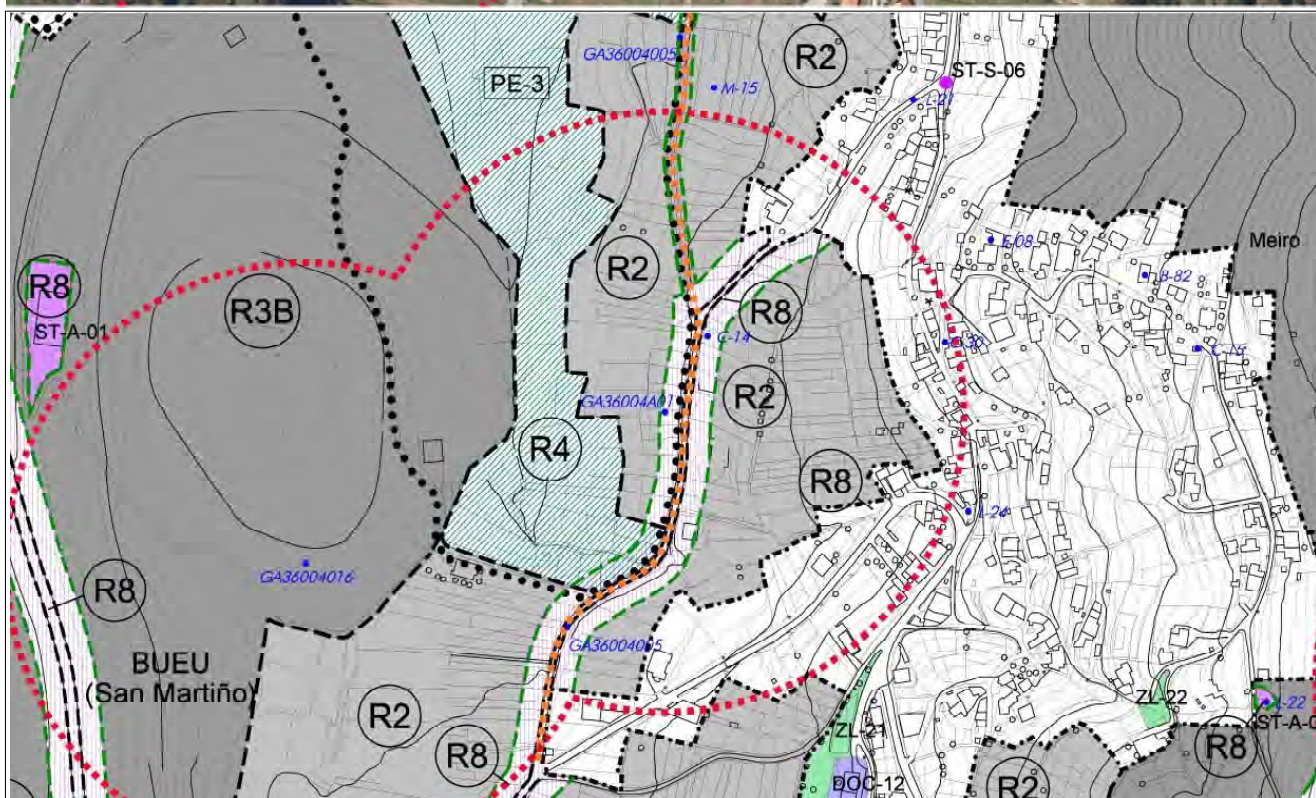 GA36004005
R2
PE-3
M-15
ST-S-06
L-21
Meiro
E-08
B-82
R8
R2
R8
ST-A-01
R3B
C-14
R2
GA36004A01
R4
R8
L-24
GA36004016
R8
GA36004005
BUEU
(San Martiño)
R2
R8
ZL-21
ZL-22
R8
DOC-12
R2